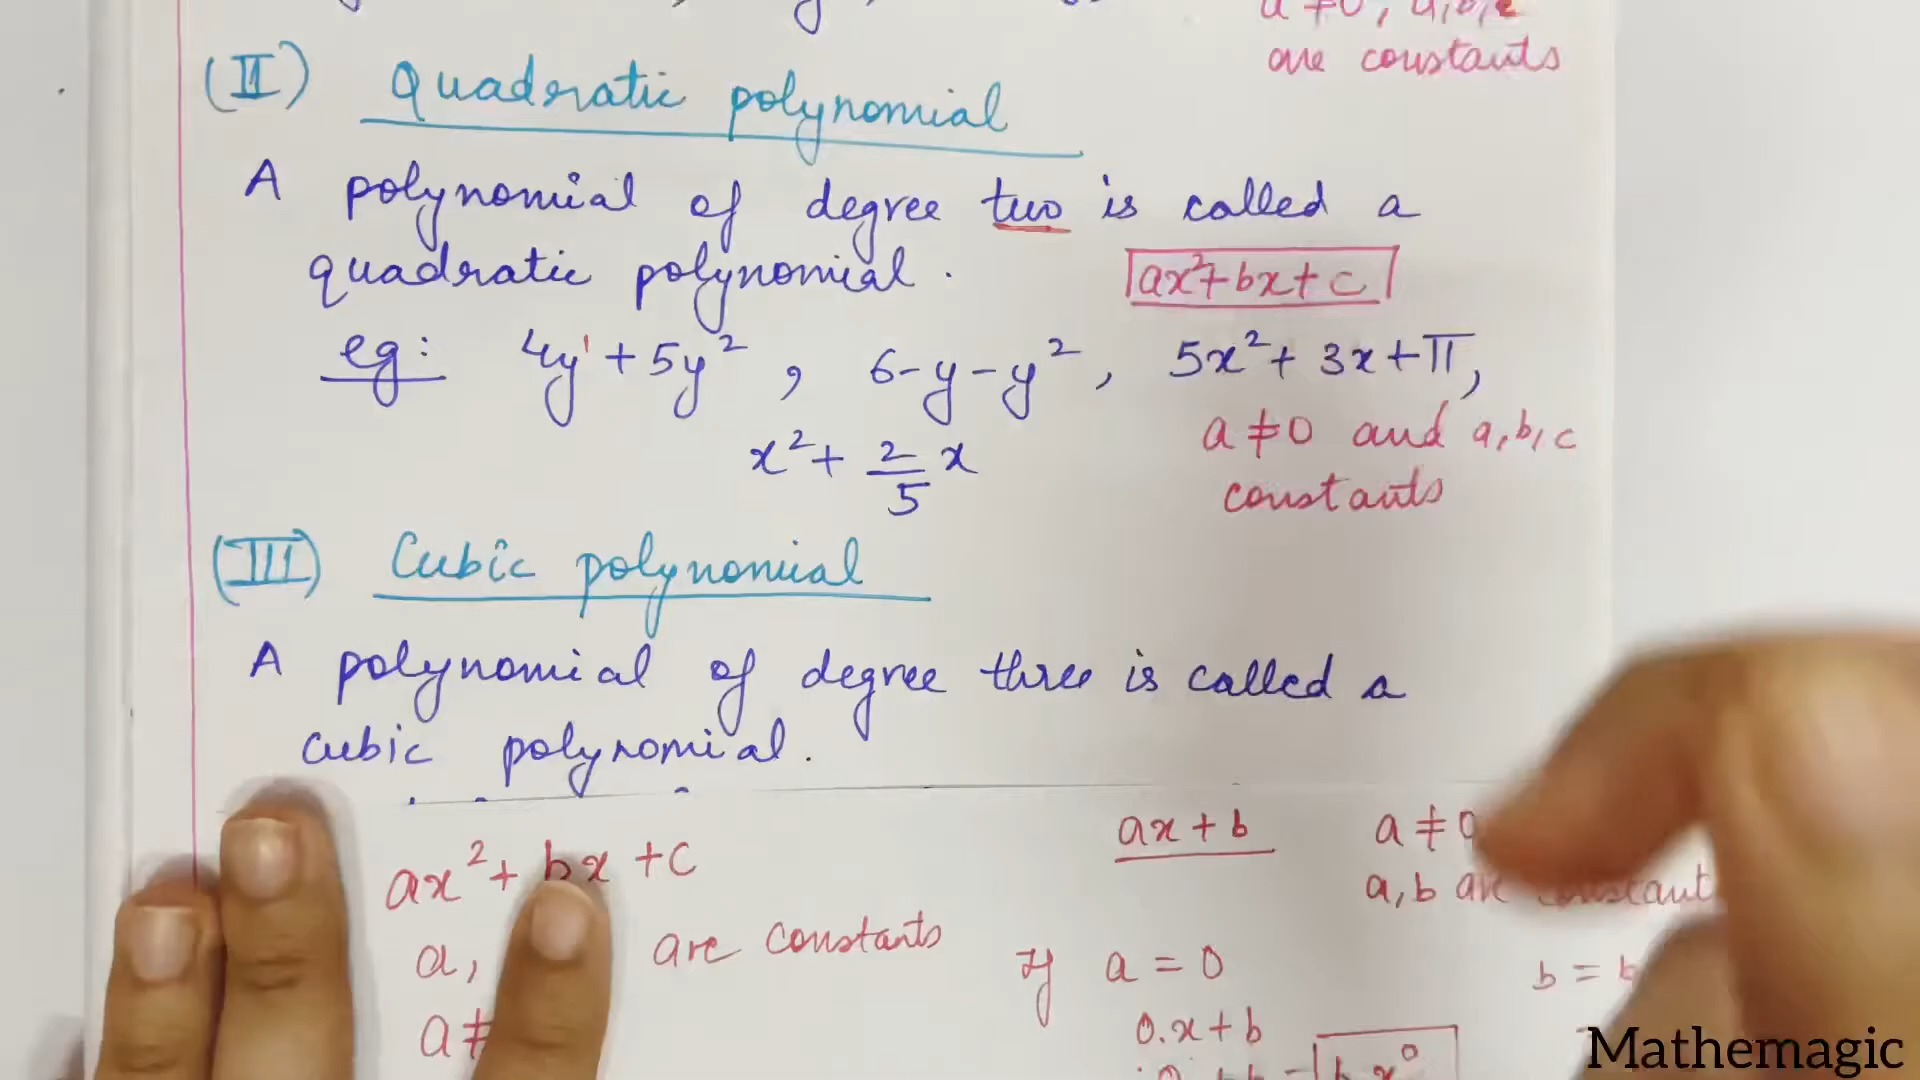 a ≠ 0, a, b, c
are constants
(II) Quadratic polynomial
A polynomial of degree two is called a
quadratic polynomial.
ax²+bx+c
eg: 4y¹ + 5y², 6-y-y², 5x²+ 3x+π,
x²+ 2/5 x
a ≠ 0 and a, b, c
constants
(III) Cubic polynomial
A polynomial of degree three is called a
cubic polynomial.
ax²+ bx +c
a,
are constants
a≠
ax + b
a ≠ 0
a, b are constant
If a = 0
b =
0.x+b
b x⁰
Mathemagic